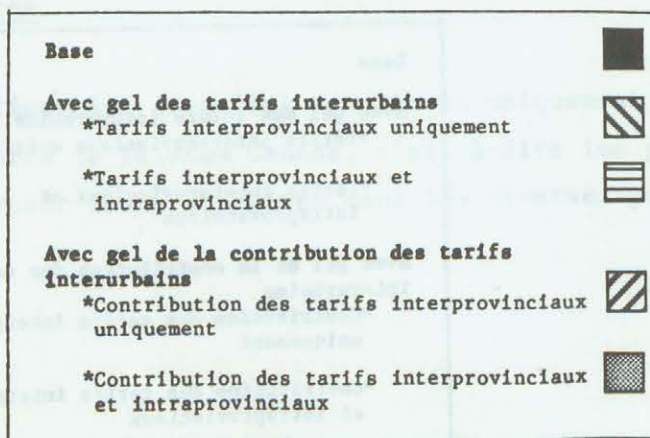 Base
Avec gel des tarifs interurbains
*Tarifs interprovinciaux uniquement
*Tarifs interprovinciaux et
intraprovinciaux
Avec gel de la contribution des tarifs
interurbains
*Contribution des tarifs interprovinciaux
uniquement
*Contribution des tarifs interprovinciaux
et intraprovinciaux